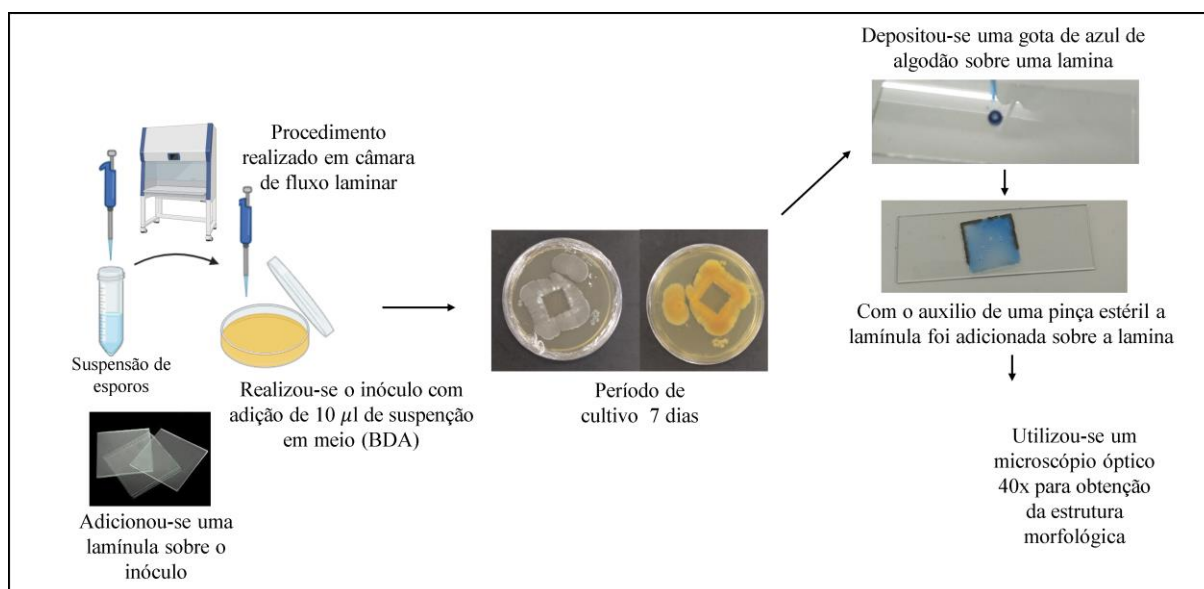 Procedimento
realizado em câmara
de fluxo laminar
Suspensão de
esporos
Adicionou-se uma
lamínula sobre o
inóculo
Realizou-se o inóculo com
adição de 10 µl de suspenção
em meio (BDA)
Período de
cultivo 7 dias
Depositou-se uma gota de azul de
algodão sobre uma lamina
Com o auxilio de uma pinça estéril a
lamínula foi adicionada sobre a lamina
Utilizou-se um
microscópio óptico
40x para obtenção
da estrutura
morfológica